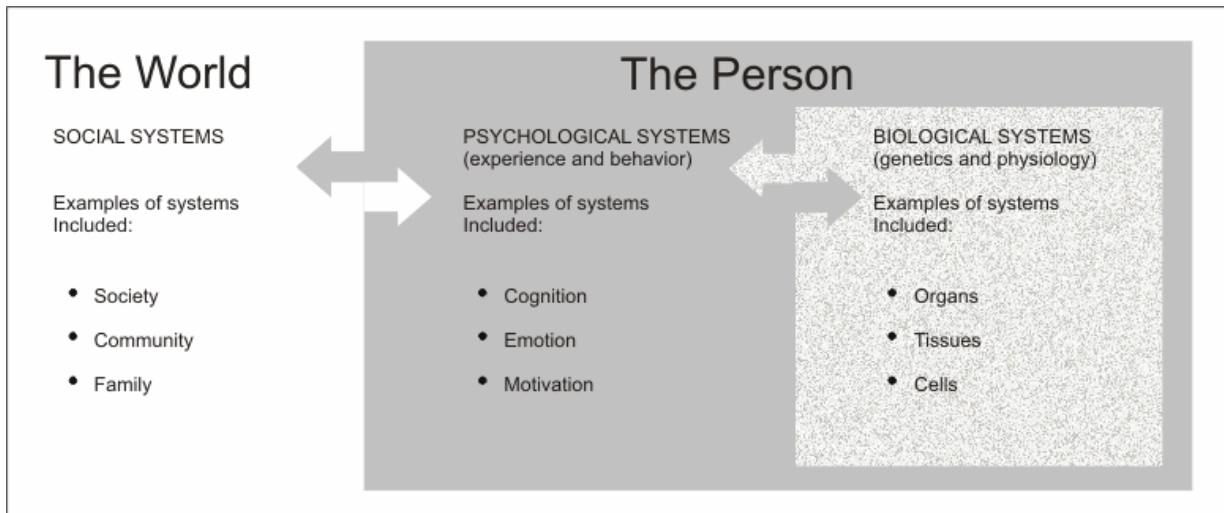 The World
The Person
SOCIAL SYSTEMS
Examples of systems
Included:
• Society
• Community
• Family
PSYCHOLOGICAL SYSTEMS
(experience and behavior)
Examples of systems
Included:
• Cognition
• Emotion
• Motivation
BIOLOGICAL SYSTEMS
(genetics and physiology)
Examples of systems
Included:
• Organs
• Tissues
• Cells